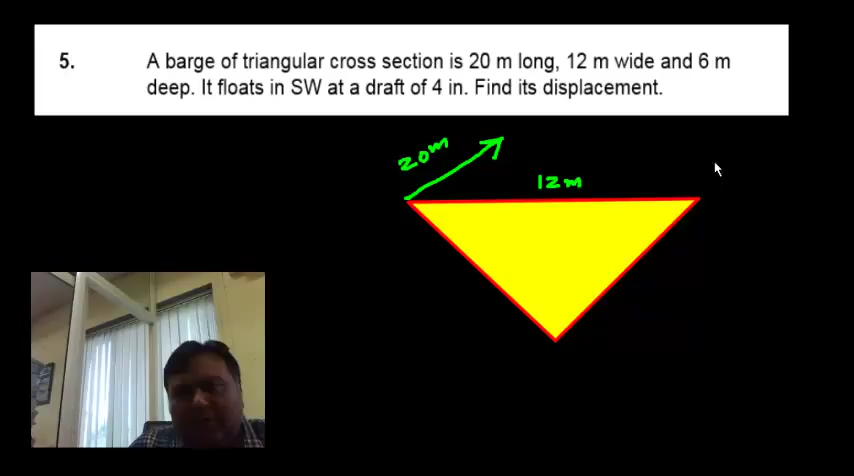 5. A barge of triangular cross section is 20 m long, 12 m wide and 6 m
deep. It floats in SW at a draft of 4 in. Find its displacement.
20m
12m